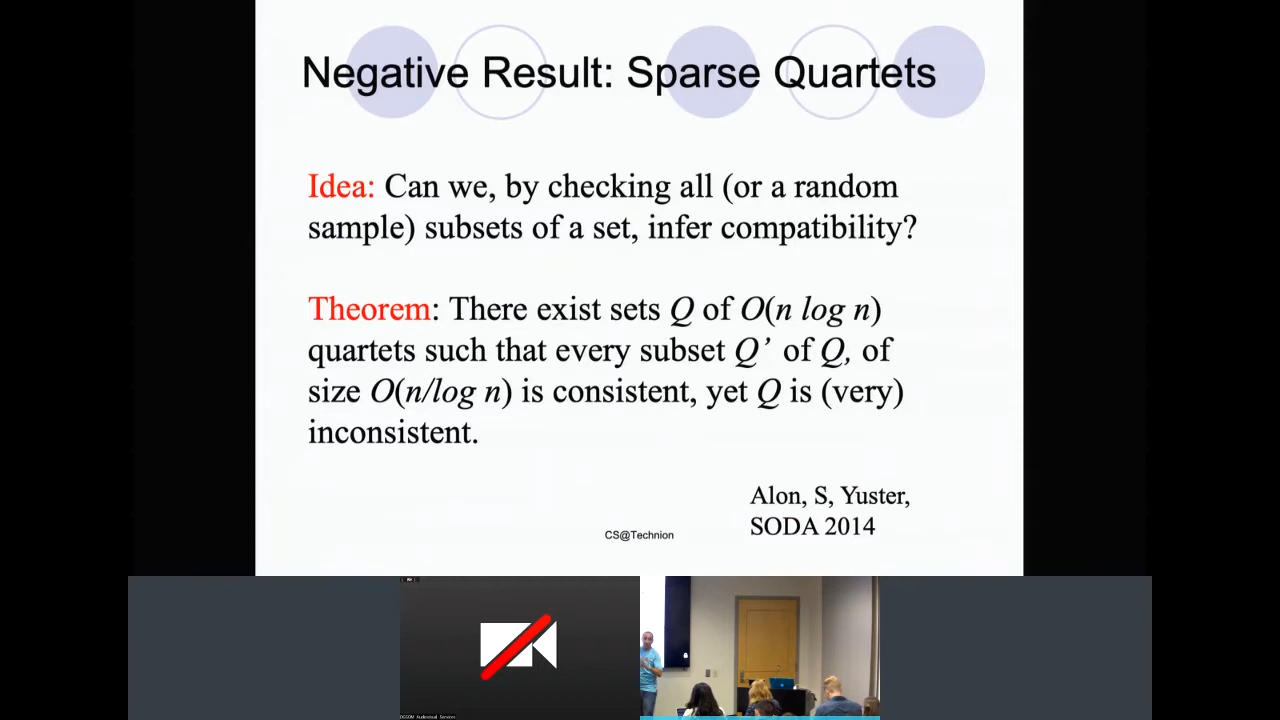 Negative Result: Sparse Quartets
Idea: Can we, by checking all (or a random
sample) subsets of a set, infer compatibility?
Theorem: There exist sets Q of O(n log n)
quartets such that every subset Q’ of Q, of
size O(n/log n) is consistent, yet Q is (very)
inconsistent.
Alon, S, Yuster,
SODA 2014
CS@Technion